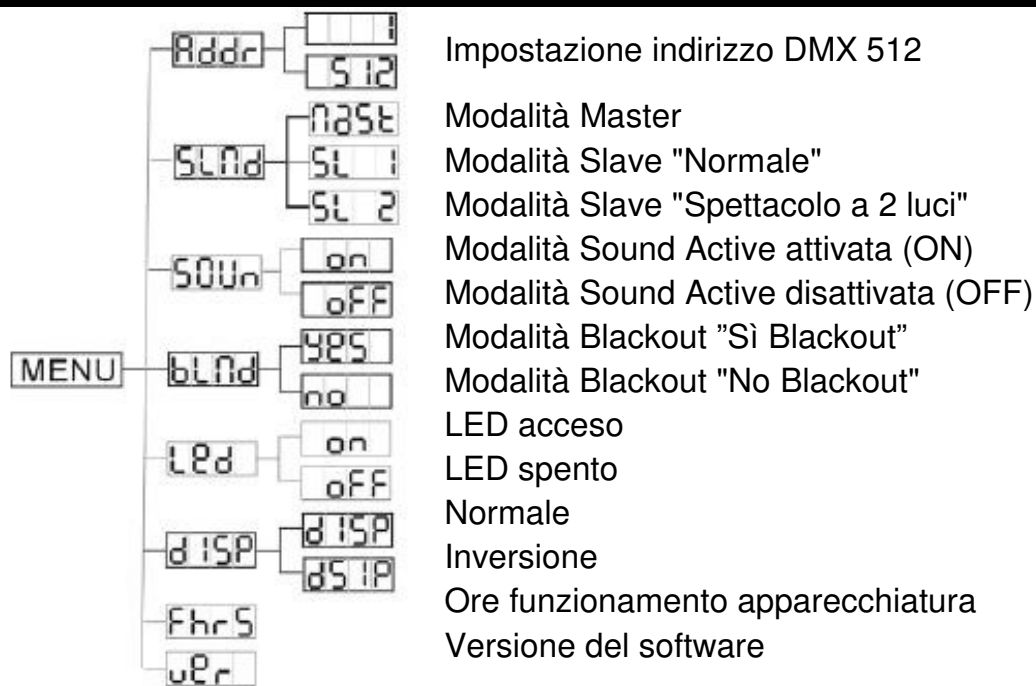 Addr 1 Impostazione indirizzo DMX 512
512
SLMd MaSt Modalità Master
SL 1 Modalità Slave "Normale"
SL 2 Modalità Slave "Spettacolo a 2 luci"
SOUn on Modalità Sound Active attivata (ON)
oFF Modalità Sound Active disattivata (OFF)
MENU bLMd yes Modalità Blackout ”Sì Blackout”
no Modalità Blackout "No Blackout"
Led on LED acceso
oFF LED spento
dISP dISP Normale
dSIP Inversione
FhrS Ore funzionamento apparecchiatura
ver Versione del software